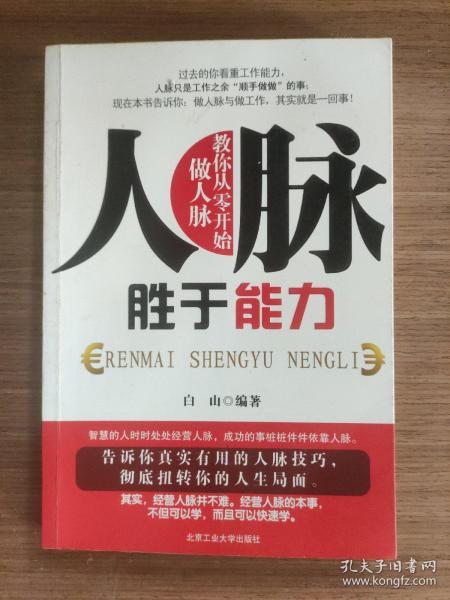 过去的你看重工作能力，
人脉只是工作之余“顺手做做”的事；
现在本书告诉你：做人脉与做工作，其实就是一回事！
人脉
教你从零开始
做人脉
胜于能力
RENMAI SHENGYU NENGLI
白 山◎编著
智慧的人时时处处经营人脉，成功的事桩桩件件依靠人脉。
告诉你真实有用的人脉技巧，
彻底扭转你的人生局面。
其实，经营人脉并不难。经营人脉的本事，
不但可以学，而且可以快速学。
北京工业大学出版社
孔夫子旧书网
www.kongfz.com